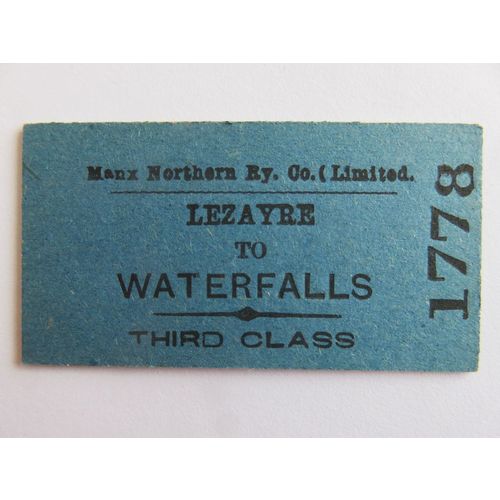 Manx Northern Ry. Co. (Limited.
LEZAYRE
TO
WATERFALLS
THIRD CLASS
1778